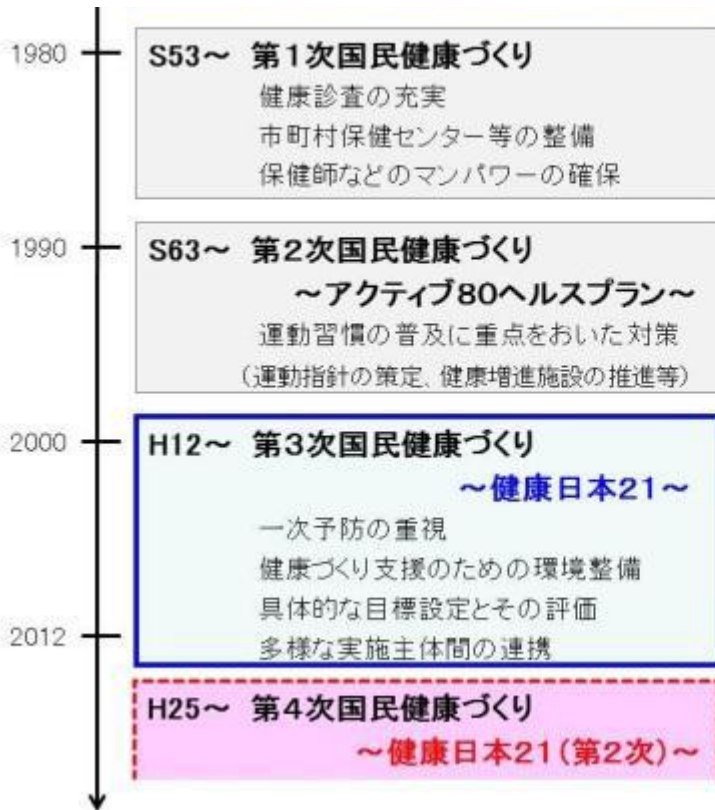 1980
S53～ 第１次国民健康づくり
健康診査の充実
市町村保健センター等の整備
保健師などのマンパワーの確保
1990
S63～ 第２次国民健康づくり
～アクティブ８０ヘルスプラン～
運動習慣の普及に重点をおいた対策
（運動指針の策定、健康増進施設の推進等）
2000
H12～ 第３次国民健康づくり
～健康日本２１～
一次予防の重視
健康づくり支援のための環境整備
具体的な目標設定とその評価
2012
多様な実施主体間の連携
H25～ 第４次国民健康づくり
～健康日本２１（第２次）～